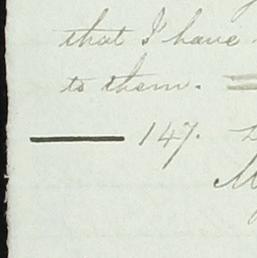 that I have
to them. =
— 147.